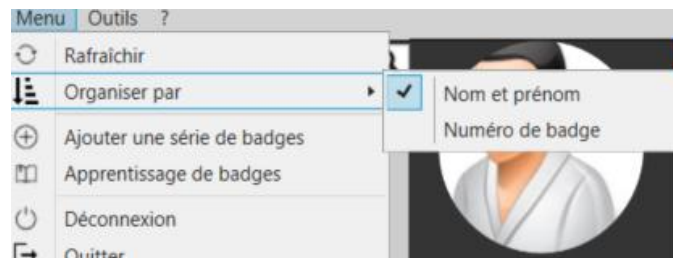 Menu Outils ?
Rafraîchir
Organiser par
Nom et prénom
Numéro de badge
Ajouter une série de badges
Apprentissage de badges
Déconnexion
Quitter